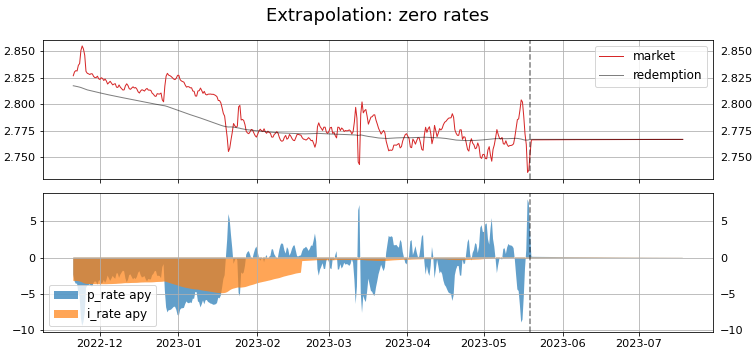 Extrapolation: zero rates
2.850 2.850
2.825 2.825
2.800 2.800
2.775 2.775
2.750 2.750
market
redemption
5 5
0 0
−5 −5
−10 −10
p_rate apy
i_rate apy
2022-12 2023-01 2023-02 2023-03 2023-04 2023-05 2023-06 2023-07